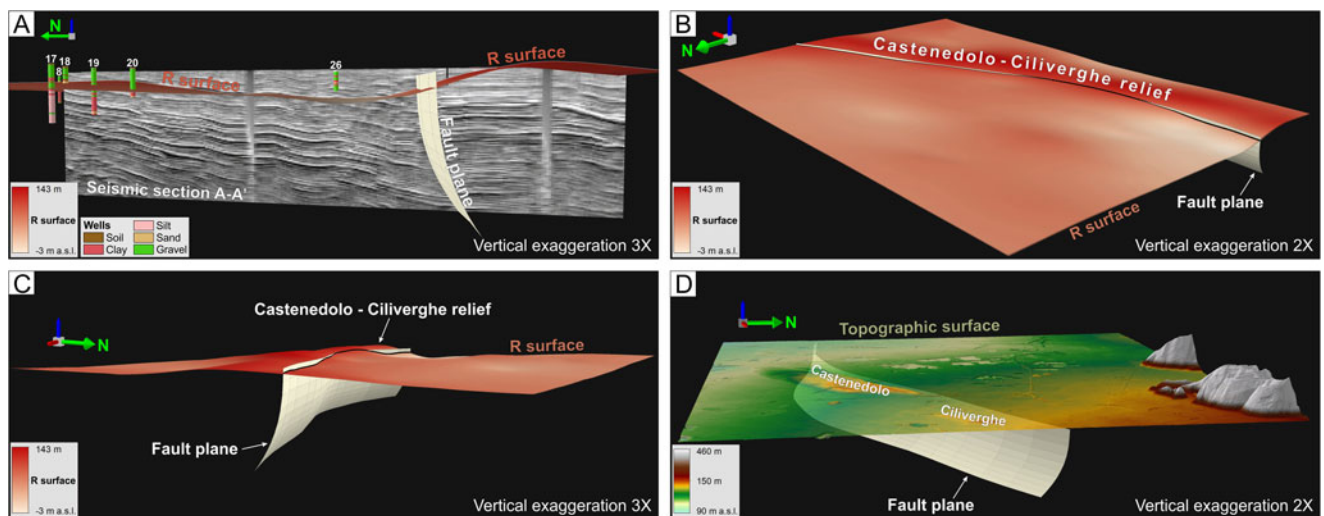 A
N
17 18
8
19
20
26
R surface
Fault plane
Seismic section A-A'
143 m
R surface
-3 m a.s.l.
Wells
Soil
Clay
Silt
Sand
Gravel
Vertical exaggeration 3X
B
N
Castenedolo - Ciliverghe relief
Fault plane
R surface
143 m
R surface
-3 m a.s.l.
Vertical exaggeration 2X
C
N
Castenedolo - Ciliverghe relief
R surface
Fault plane
143 m
R surface
-3 m a.s.l.
Vertical exaggeration 3X
D
N
Topographic surface
Castenedolo
Ciliverghe
Fault plane
460 m
150 m
90 m a.s.l.
Vertical exaggeration 2X